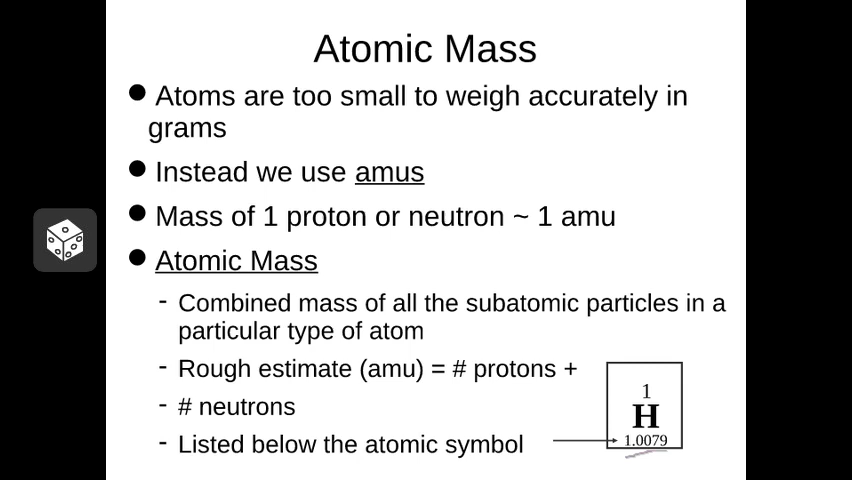 Atomic Mass
● Atoms are too small to weigh accurately in
grams
● Instead we use amus
● Mass of 1 proton or neutron ~ 1 amu
● Atomic Mass
- Combined mass of all the subatomic particles in a
particular type of atom
- Rough estimate (amu) = # protons +
- # neutrons
- Listed below the atomic symbol
1
H
1.0079